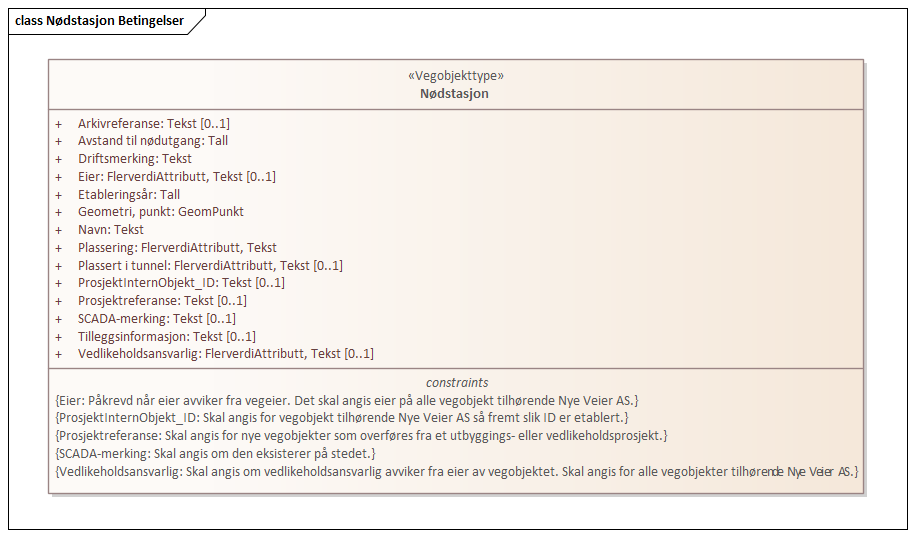 class Nødstasjon Betingelser
«Vegobjekttype»
Nødstasjon
+ Arkivreferanse: Tekst [0..1]
+ Avstand til nødutgang: Tall
+ Driftsmerking: Tekst
+ Eier: FlerverdiAttributt, Tekst [0..1]
+ Etableringsår: Tall
+ Geometri, punkt: GeomPunkt
+ Navn: Tekst
+ Plassering: FlerverdiAttributt, Tekst
+ Plassert i tunnel: FlerverdiAttributt, Tekst [0..1]
+ ProsjektInternObjekt_ID: Tekst [0..1]
+ Prosjektreferanse: Tekst [0..1]
+ SCADA-merking: Tekst [0..1]
+ Tilleggsinformasjon: Tekst [0..1]
+ Vedlikeholdsansvarlig: FlerverdiAttributt, Tekst [0..1]
constraints
{Eier: Påkrevd når eier avviker fra vegeier. Det skal angis eier på alle vegobjekt tilhørende Nye Veier AS.}
{ProsjektInternObjekt_ID: Skal angis for vegobjekt tilhørende Nye Veier AS så fremt slik ID er etablert.}
{Prosjektreferanse: Skal angis for nye vegobjekter som overføres fra et utbyggings- eller vedlikeholdsprosjekt.}
{SCADA-merking: Skal angis om den eksisterer på stedet.}
{Vedlikeholdsansvarlig: Skal angis om vedlikeholdsansvarlig avviker fra eier av vegobjektet. Skal angis for alle vegobjekter tilhørende Nye Veier AS.}